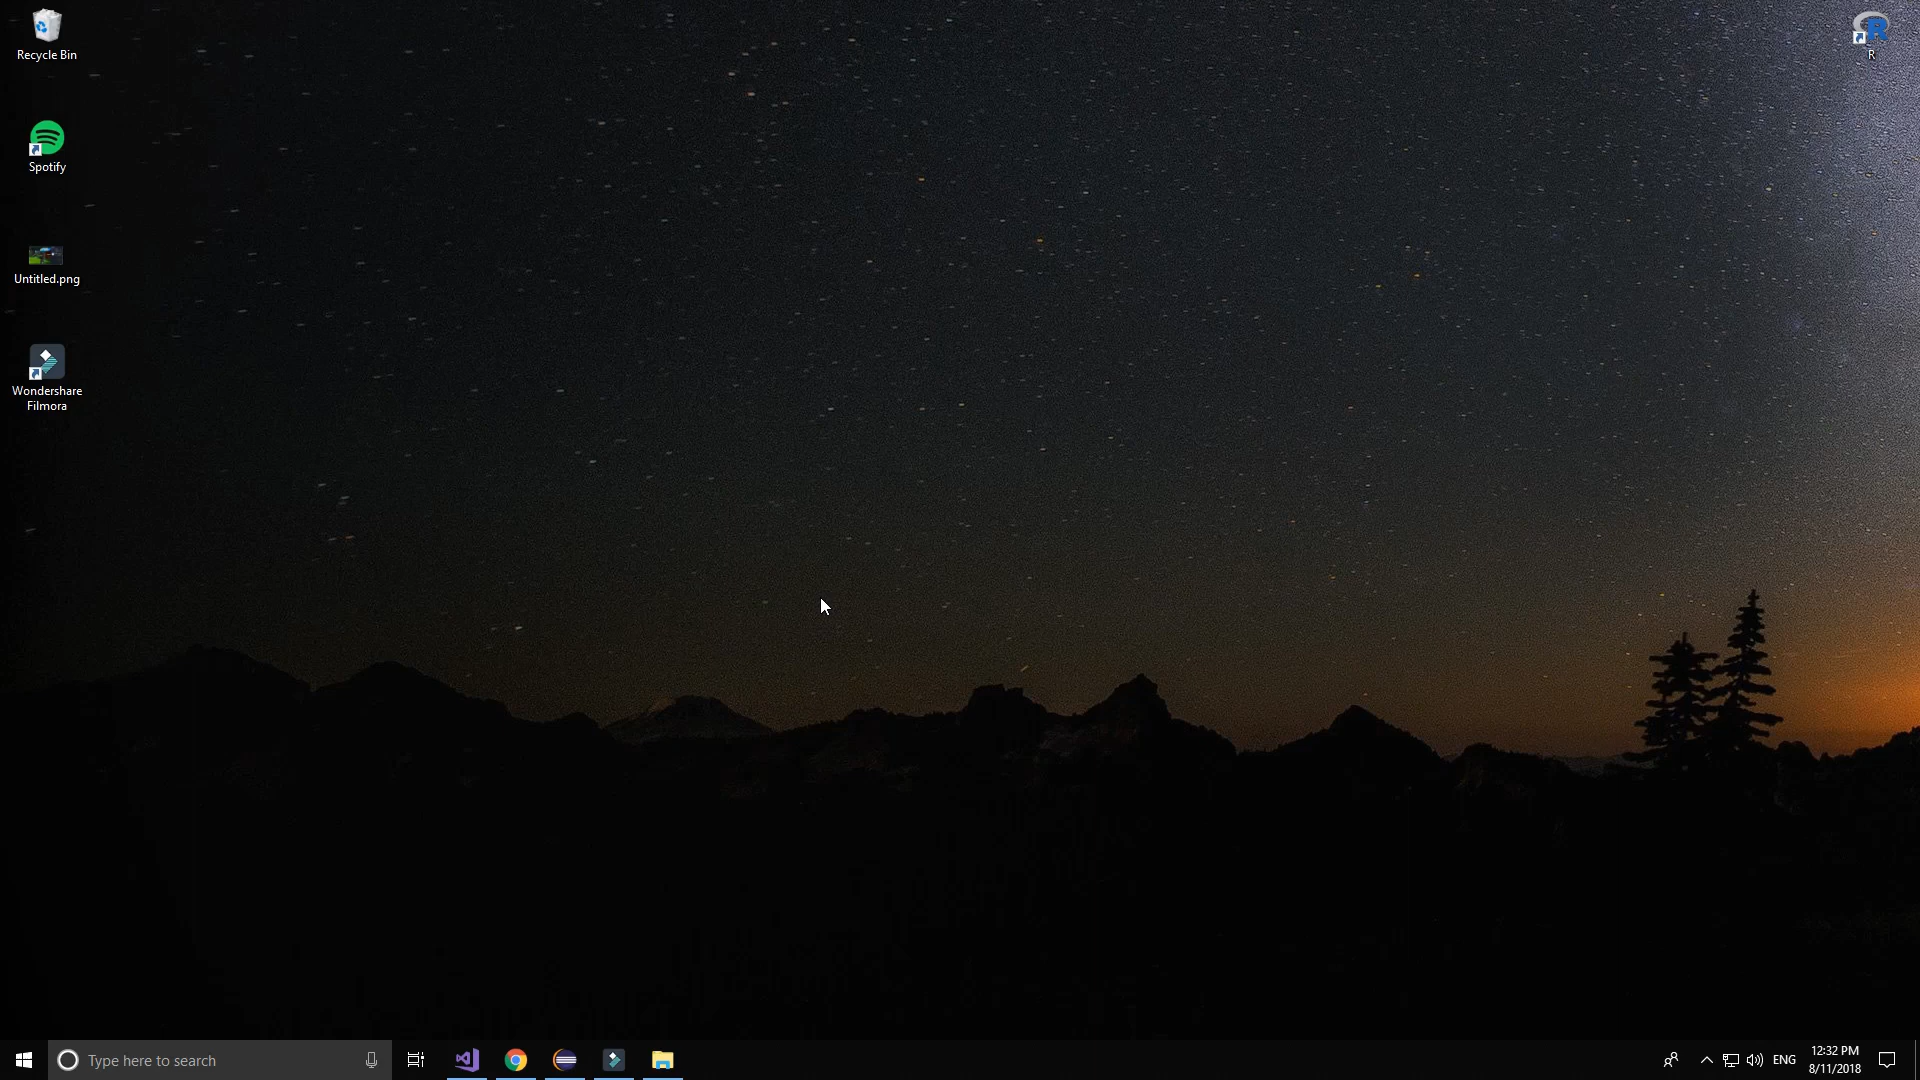 Recycle Bin
R
Spotify
Untitled.png
Wondershare
Filmora
Type here to search
ENG
12:32 PM
8/11/2018